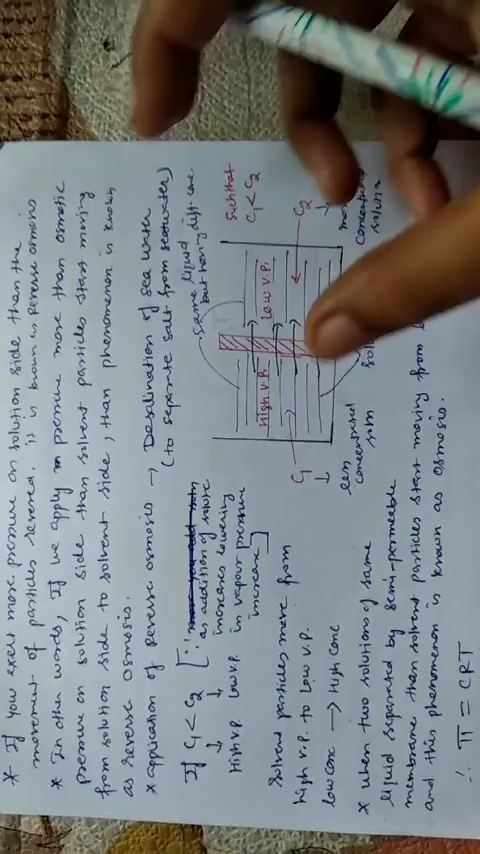 * If you exert more pressure on solution side than the
movement of particles reversed. it is known as reverse osmosis
* In other words, If we apply pressure more than osmotic
pressure on solution side than solvent particles start moving
from solution side to solvent side, than phenomenon is known
as reverse osmosis.
* application of reverse osmosis → Desalination of sea water
(to separate salt from seawater)
If C1 < C2
↓ ↓
High V.P. Low V.P.
[∵ as addition of solute
increases lowering
in vapour pressure
increase]
Solvent particles move from
high V.P. to low V.P.
low conc → High conc
same liquid
but having diff. conc.
Such that
C1 < C2
High V.P.
Low V.P.
C1
↓
less
concentrated
C2
↓
concentrated
solution
* when two solutions of same
liquid separated by semi-permeable
membrane than solvent particles start moving from
and this phenomenon is known as osmosis.
∴ π = CRT